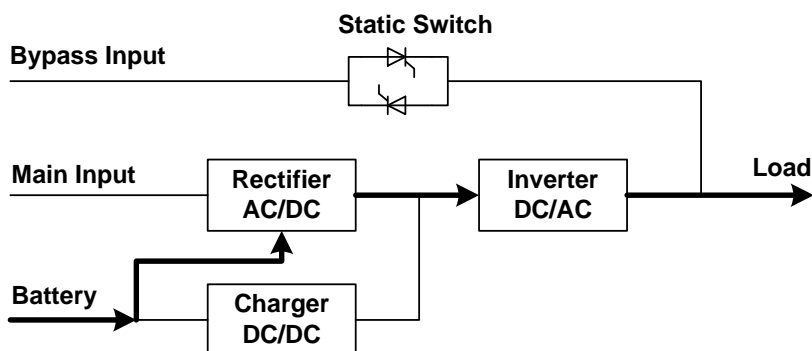 Static Switch
Bypass Input
Main Input
Rectifier
AC/DC
Inverter
DC/AC
Load
Battery
Charger
DC/DC